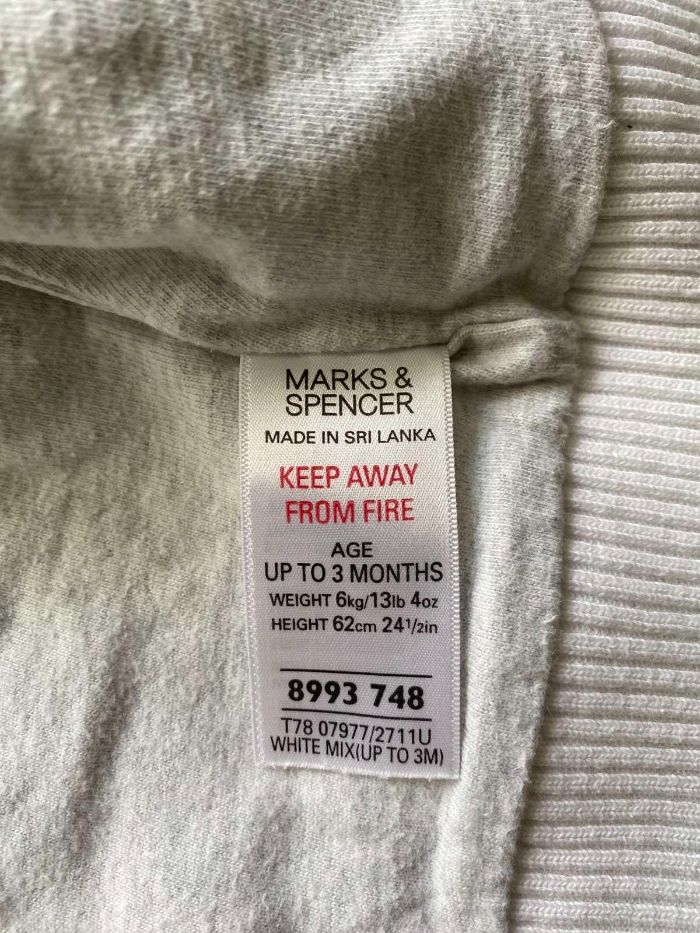 MARKS &
SPENCER
MADE IN SRI LANKA
KEEP AWAY
FROM FIRE
AGE
UP TO 3 MONTHS
WEIGHT 6kg/13lb 4oz
HEIGHT 62cm 241/2in
8993 748
T78 07977/2711U
WHITE MIX(UP TO 3M)